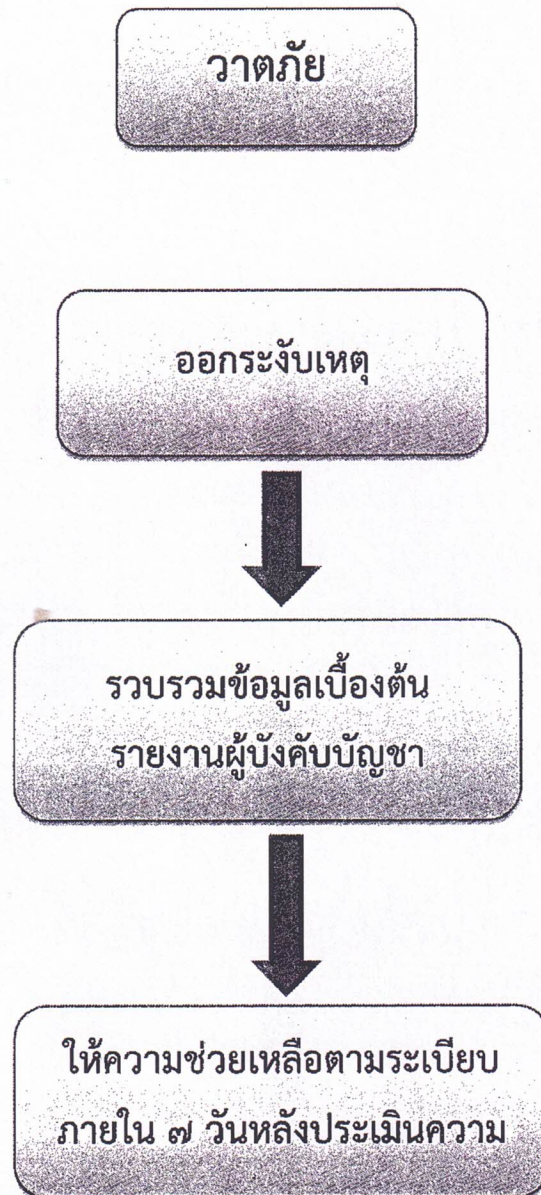 วาตภัย
ออกระงับเหตุ
รวบรวมข้อมูลเบื้องต้น
รายงานผู้บังคับบัญชา
ให้ความช่วยเหลือตามระเบียบ
ภายใน ๗ วันหลังประเมินความ